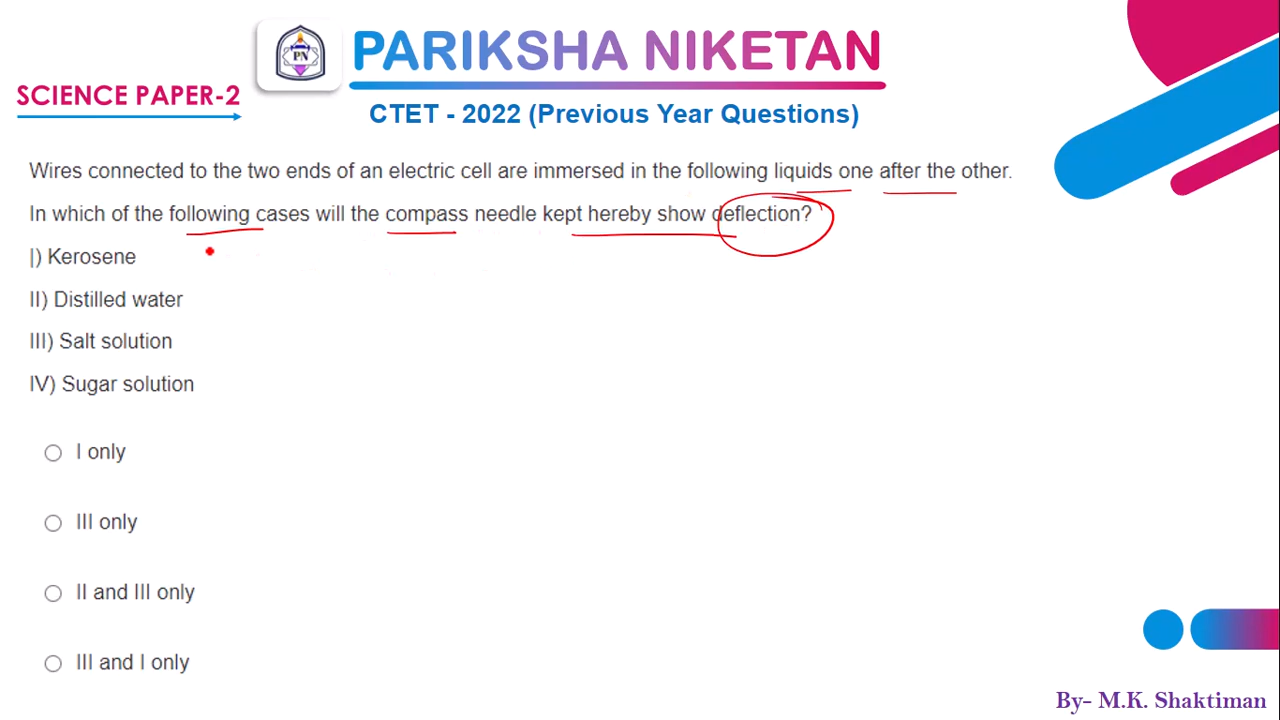 PN
PARIKSHA NIKETAN
SCIENCE PAPER-2
CTET - 2022 (Previous Year Questions)
Wires connected to the two ends of an electric cell are immersed in the following liquids one after the other.
In which of the following cases will the compass needle kept hereby show deflection?
|) Kerosene
II) Distilled water
III) Salt solution
IV) Sugar solution
I only
III only
II and III only
III and I only
By- M.K. Shaktiman